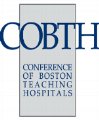 COBTH
CONFERENCE
OF BOSTON
TEACHING
HOSPITALS